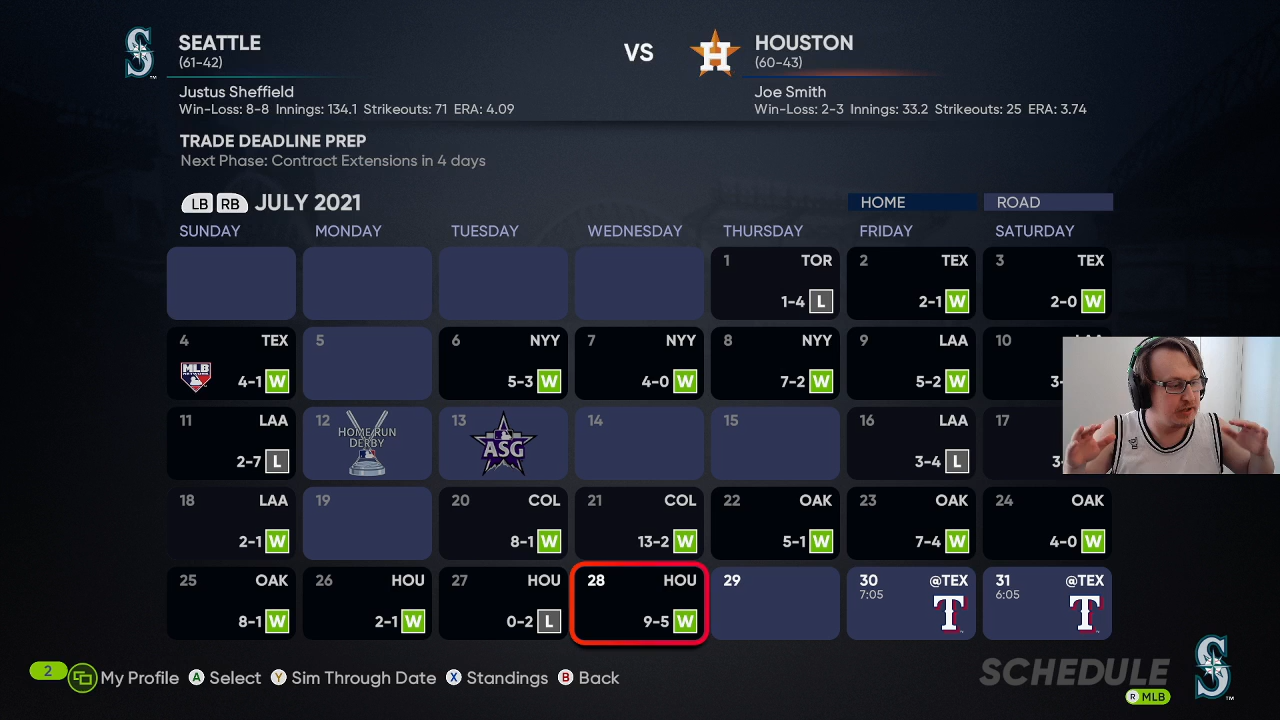 SEATTLE
(61-42)
VS
HOUSTON
(60-43)
Justus Sheffield
Win-Loss: 8-8 Innings: 134.1 Strikeouts: 71 ERA: 4.09
Joe Smith
Win-Loss: 2-3 Innings: 33.2 Strikeouts: 25 ERA: 3.74
TRADE DEADLINE PREP
Next Phase: Contract Extensions in 4 days
LB RB JULY 2021
HOME ROAD
SUNDAY MONDAY TUESDAY WEDNESDAY THURSDAY FRIDAY SATURDAY
1 TOR 2 TEX 3 TEX
1-4 L 2-1 W 2-0 W
4 TEX 5 6 NYY 7 NYY 8 NYY 9 LAA 10
MLB NETWORK
4-1 W 5-3 W 4-0 W 7-2 W 5-2 W 3-
11 LAA 12 13 14 15 16 LAA 17
HOME RUN
DERBY
ASG
2-7 L 3-4 L 3-
18 LAA 19 20 COL 21 COL 22 OAK 23 OAK 24 OAK
2-1 W 8-1 W 13-2 W 5-1 W 7-4 W 4-0 W
25 OAK 26 HOU 27 HOU 28 HOU 29 30 @TEX 31 @TEX
7:05 6:05
8-1 W 2-1 W 0-2 L 9-5 W T T
2 My Profile A Select Y Sim Through Date X Standings B Back
SCHEDULE
R MLB